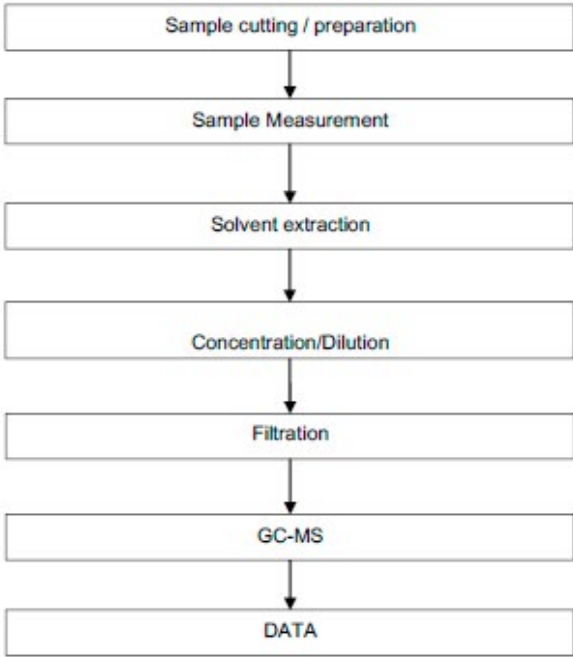 Sample cutting / preparation
Sample Measurement
Solvent extraction
Concentration/Dilution
Filtration
GC-MS
DATA